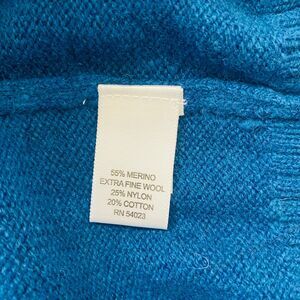 55% MERINO
EXTRA FINE WOOL
25% NYLON
20% COTTON
RN 54023